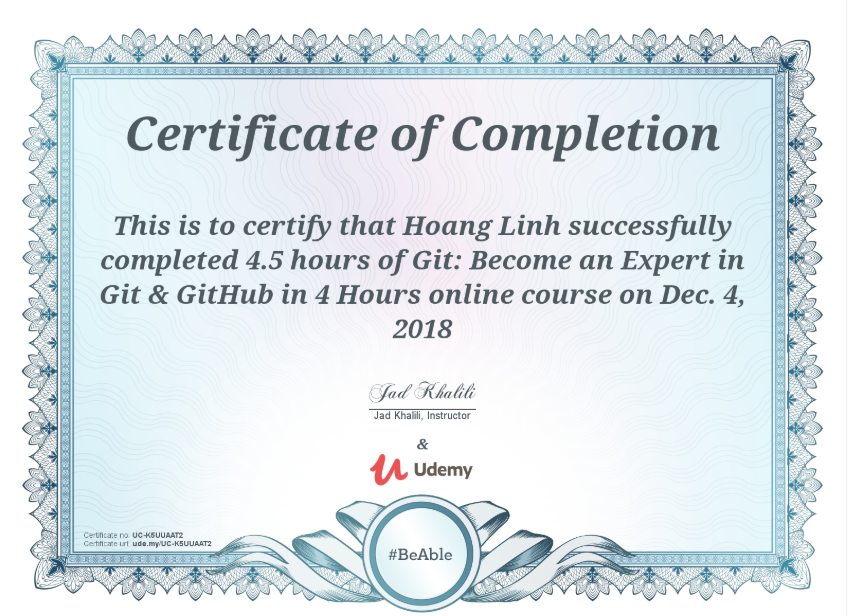 Certificate of Completion
This is to certify that Hoang Linh successfully
completed 4.5 hours of Git: Become an Expert in
Git & GitHub in 4 Hours online course on Dec. 4,
2018
Jad Khalili
Jad Khalili, Instructor
&
Udemy
Certificate no: UC-K5UUAAT2
Certificate url: ude.my/UC-K5UUAAT2
#BeAble